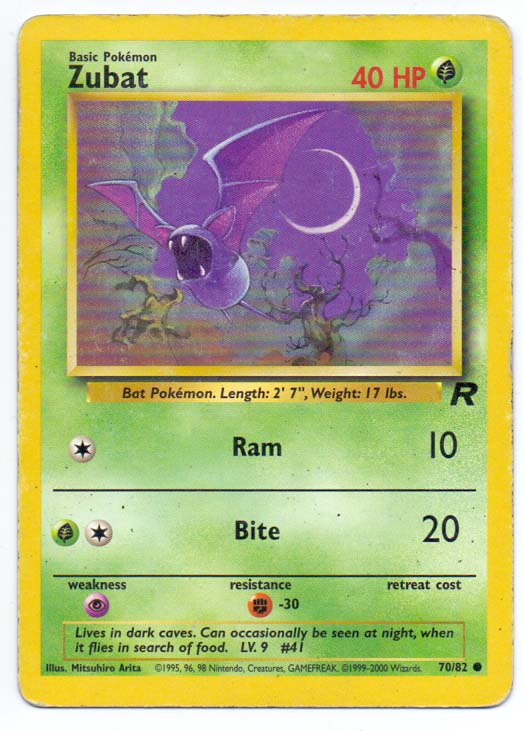 Basic Pokémon
Zubat
40 HP
Bat Pokémon. Length: 2' 7", Weight: 17 lbs.
R
Ram 10
Bite 20
weakness resistance retreat cost
-30
Lives in dark caves. Can occasionally be seen at night, when
it flies in search of food. LV. 9 #41
Illus. Mitsuhiro Arita ©1995, 96, 98 Nintendo, Creatures, GAMEFREAK. ©1999-2000 Wizards. 70/82